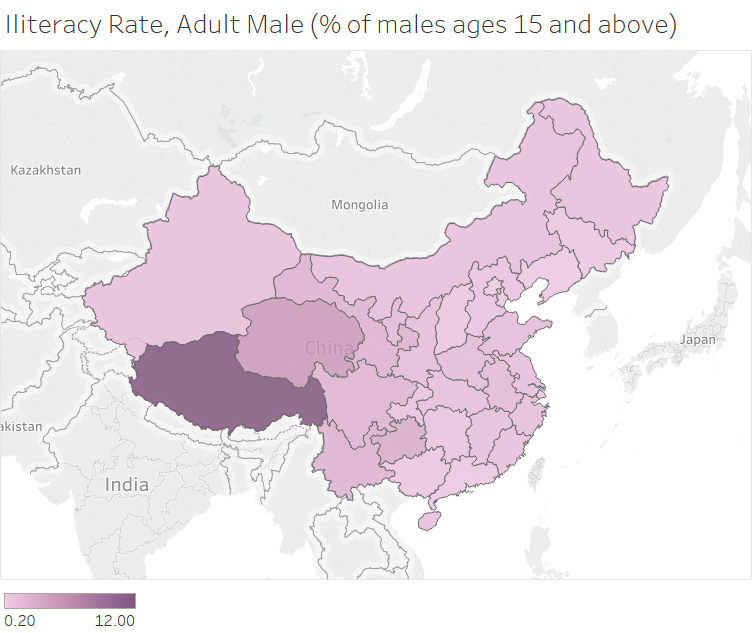 Iliteracy Rate, Adult Male (% of males ages 15 and above)
Kazakhstan
Mongolia
Japan
China
akistan
India
0.20 12.00